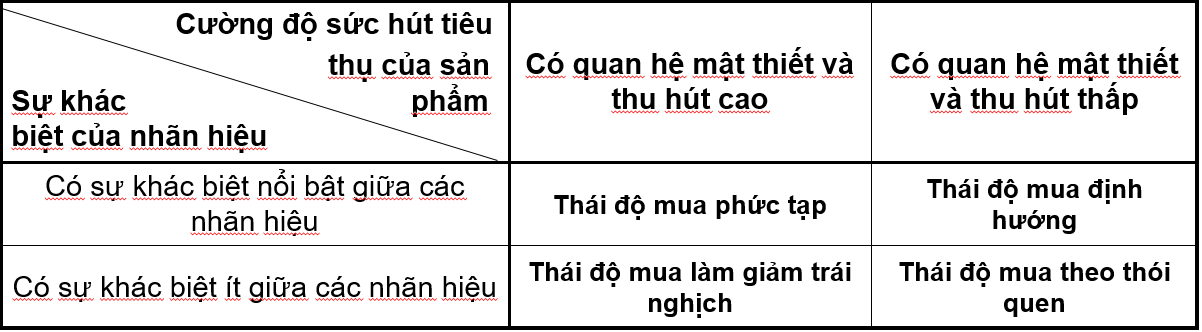 Cường độ sức hút tiêu
thụ của sản
phẩm
Sự khác
biệt của nhãn hiệu
Có quan hệ mật thiết và
thu hút cao
Có quan hệ mật thiết
và thu hút thấp
Có sự khác biệt nổi bật giữa các
nhãn hiệu
Thái độ mua phức tạp
Thái độ mua định
hướng
Có sự khác biệt ít giữa các nhãn hiệu
Thái độ mua làm giảm trái
nghịch
Thái độ mua theo thói
quen